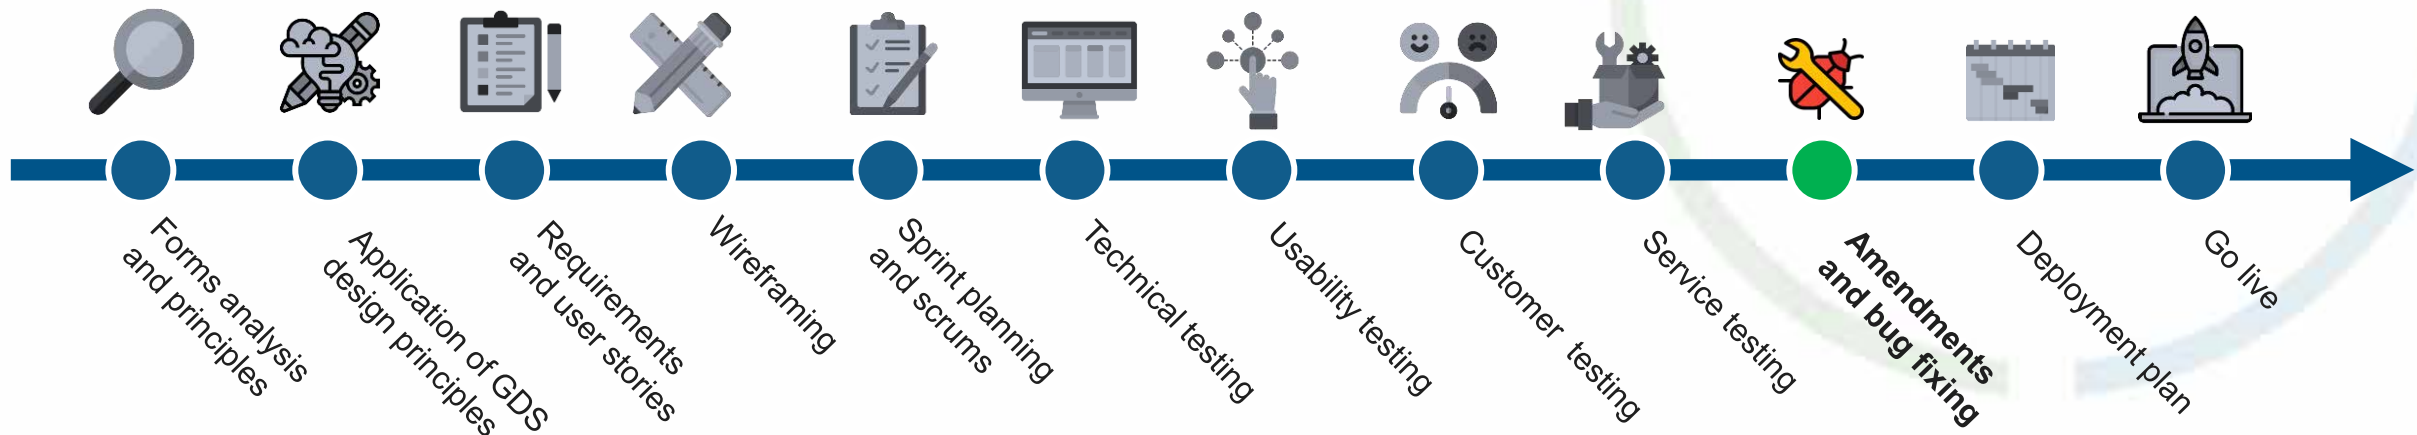 Forms analysis
and principles
Application of GDS
design principles
Requirements
and user stories
Wireframing
Sprint planning
and scrums
Technical testing
Usability testing
Customer testing
Service testing
Amendments
and bug fixing
Deployment plan
Go live